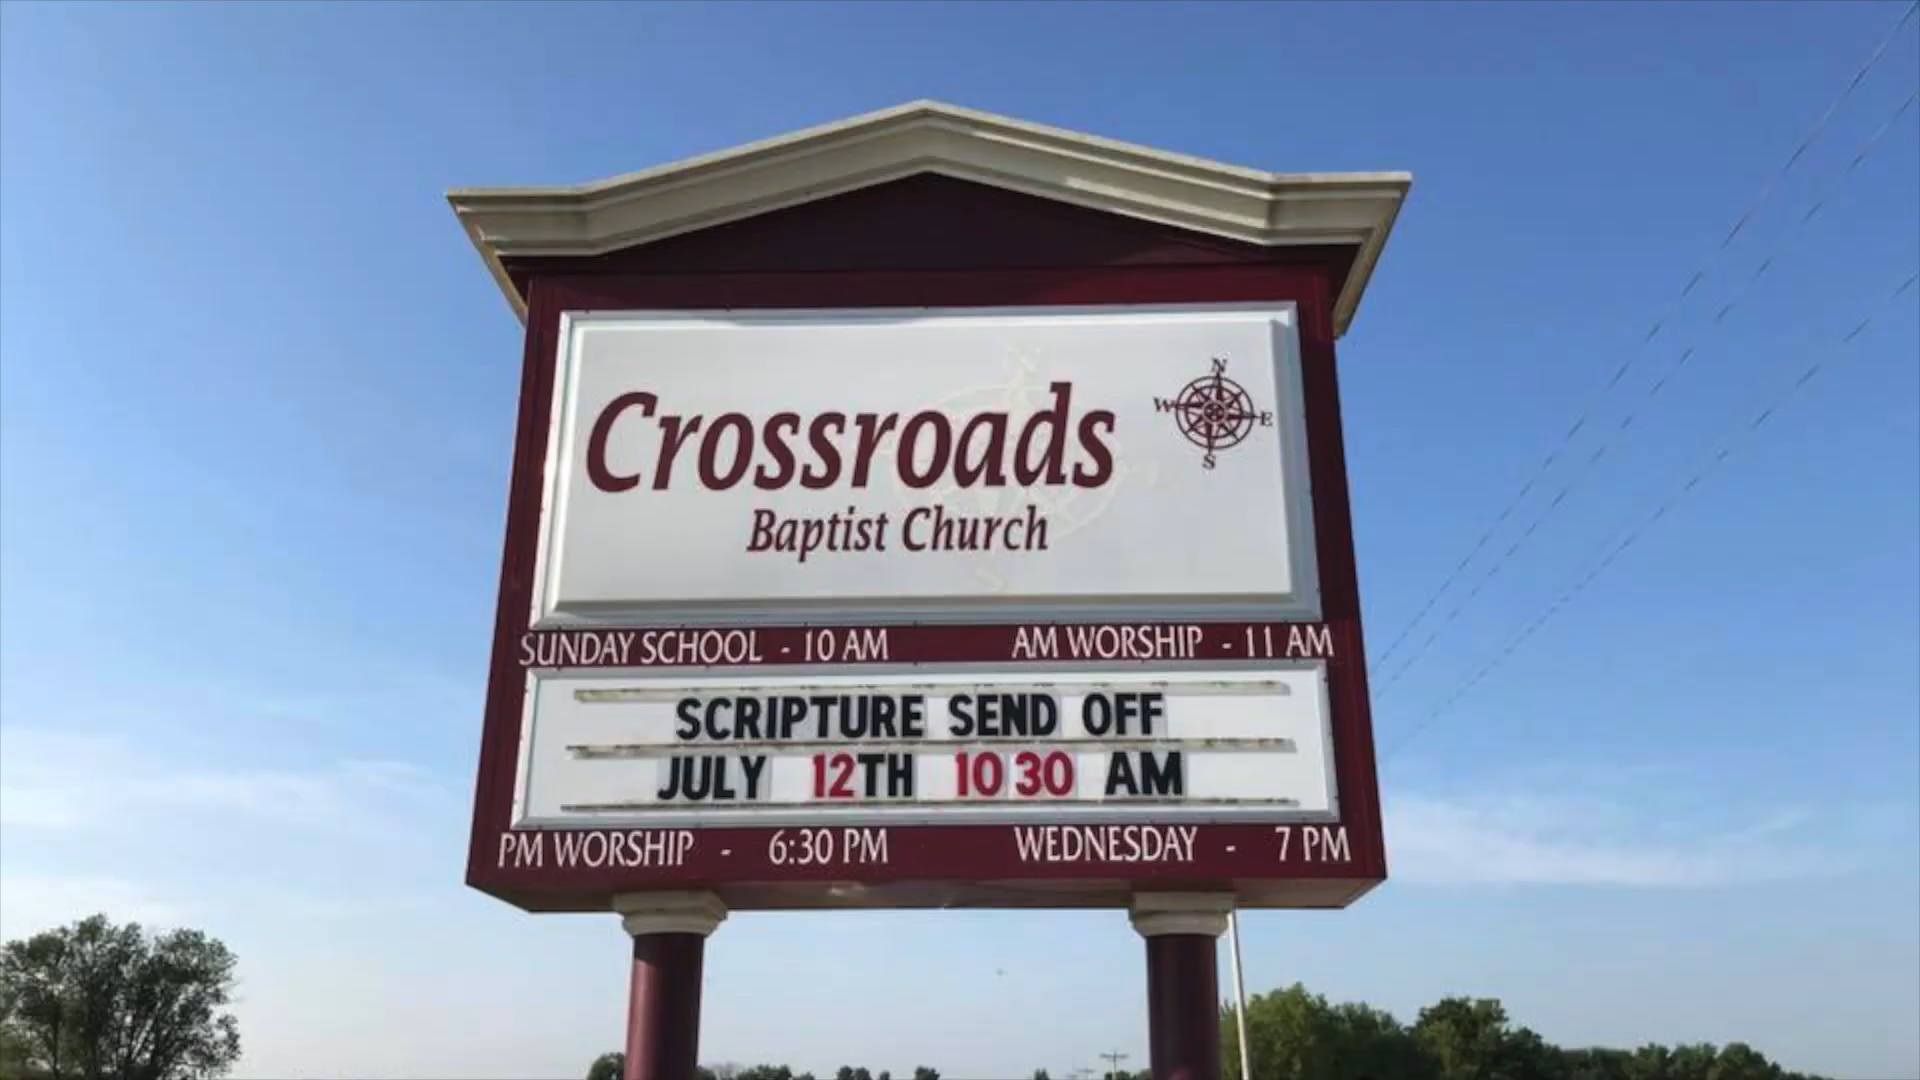 Crossroads
N
W E
S
Baptist Church
SUNDAY SCHOOL - 10 AM AM WORSHIP - 11 AM
SCRIPTURE SEND OFF
JULY 12TH 10 30 AM
PM WORSHIP - 6:30 PM WEDNESDAY - 7 PM